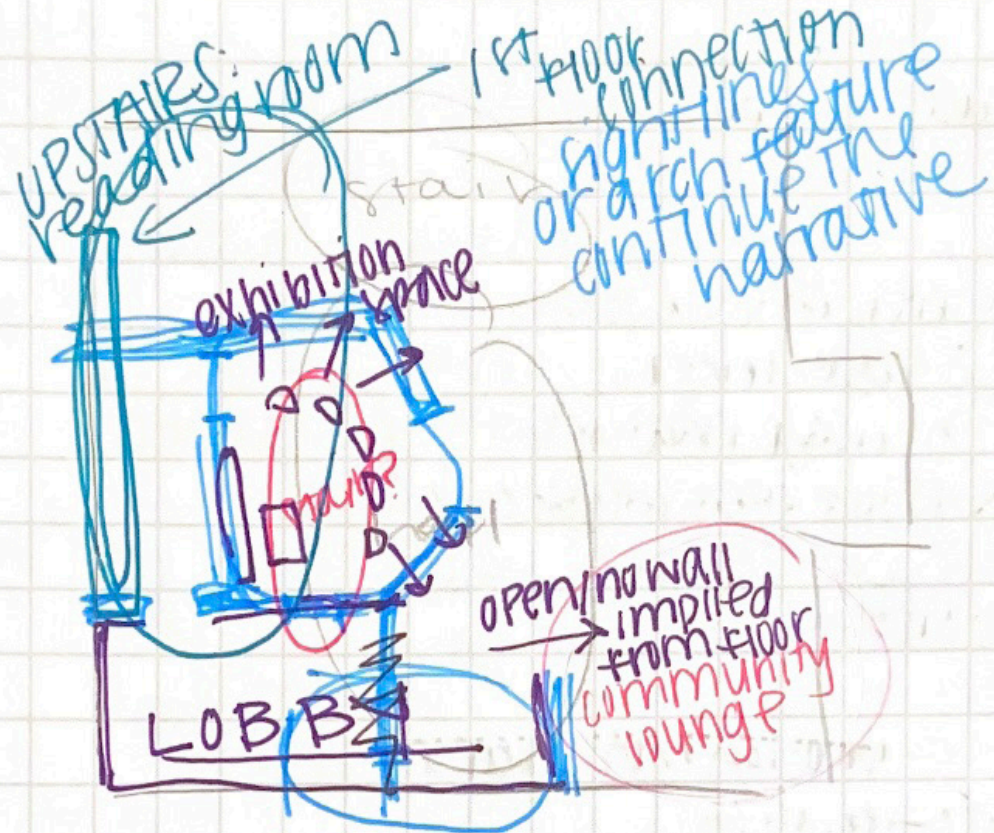 UPSTAIRS:
reading room
1st floor
connection
sightlines
or arch feature
continue the
narrative
stair
exhibition
space
open/no wall
implied
from floor
community
lounge
LOBBY